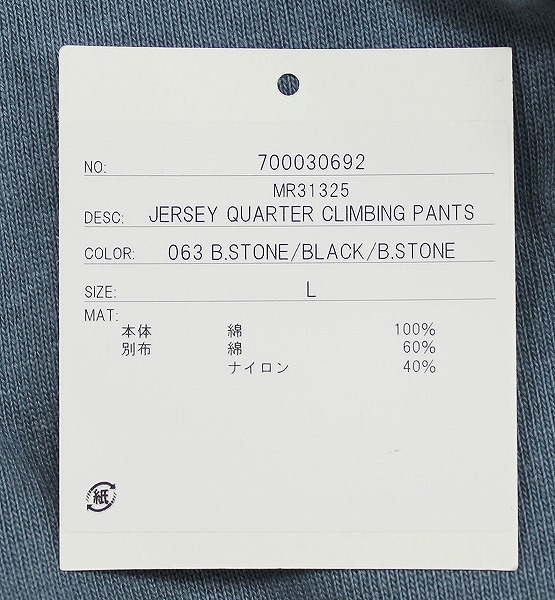 NO: 700030692
MR31325
DESC: JERSEY QUARTER CLIMBING PANTS
COLOR: 063 B.STONE/BLACK/B.STONE
SIZE: L
MAT:
本体 綿 100%
別布 綿 60%
ナイロン 40%
紙